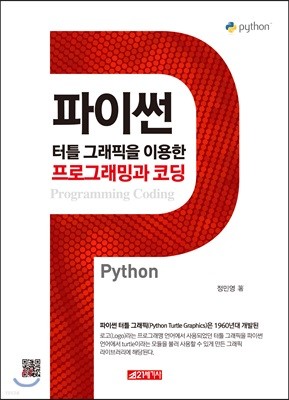 python
파이썬
터틀 그래픽을 이용한
프로그래밍과 코딩
Programming Coding
Python
정민영 著
파이썬 터틀 그래픽(Python Turtle Graphics)은 1960년대 개발된
로고(Logo)라는 프로그래밍 언어에서 사용되었던 터틀 그래픽을 파이썬
언어에서 turtle이라는 모듈을 불러 사용할 수 있게 만든 그래픽
라이브러리에 해당된다.
21세기사